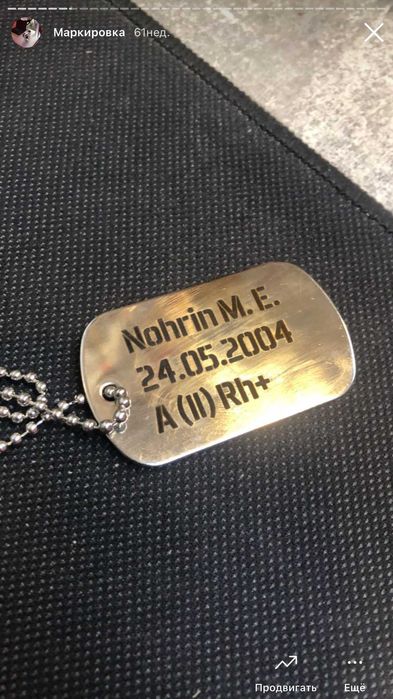 Маркировка 61нед.
Nohrin M. E.
24.05.2004
A (II) Rh+
Продвигать Ещё